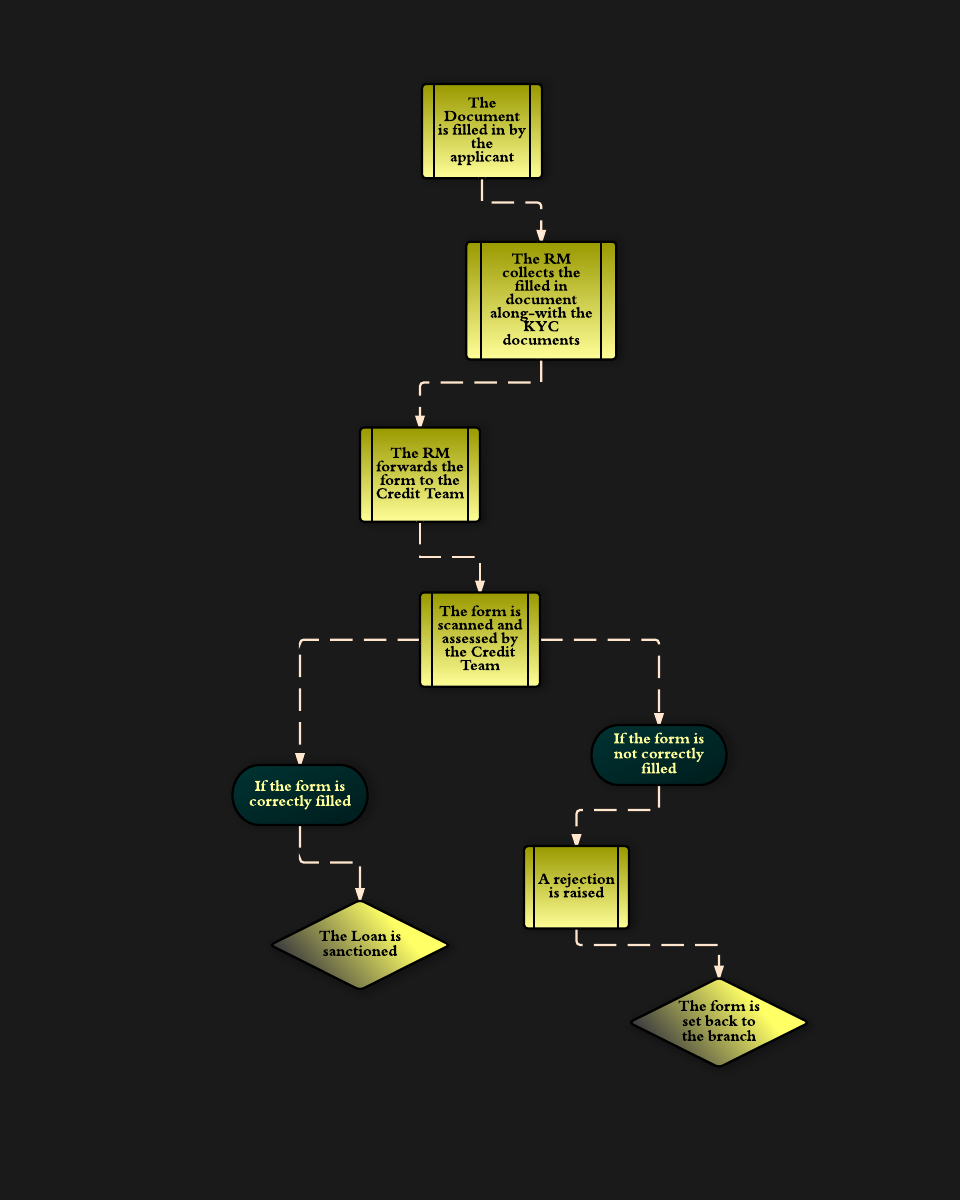 The
Document
is filled in by
the
applicant
The RM
collects the
filled in
document
along-with the
KYC
documents
The RM
forwards the
form to the
Credit Team
The form is
scanned and
assessed by
the Credit
Team
If the form is
not correctly
filled
If the form is
correctly filled
A rejection
is raised
The Loan is
sanctioned
The form is
set back to
the branch